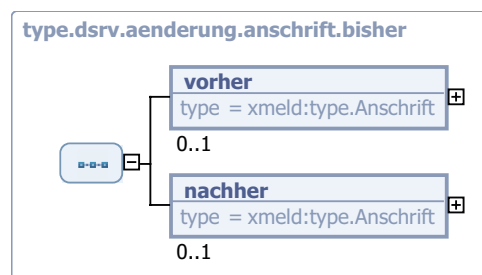 type.dsrv.aenderung.anschrift.bisher
vorher
type = xmeld:type.Anschrift
0..1
nachher
type = xmeld:type.Anschrift
0..1